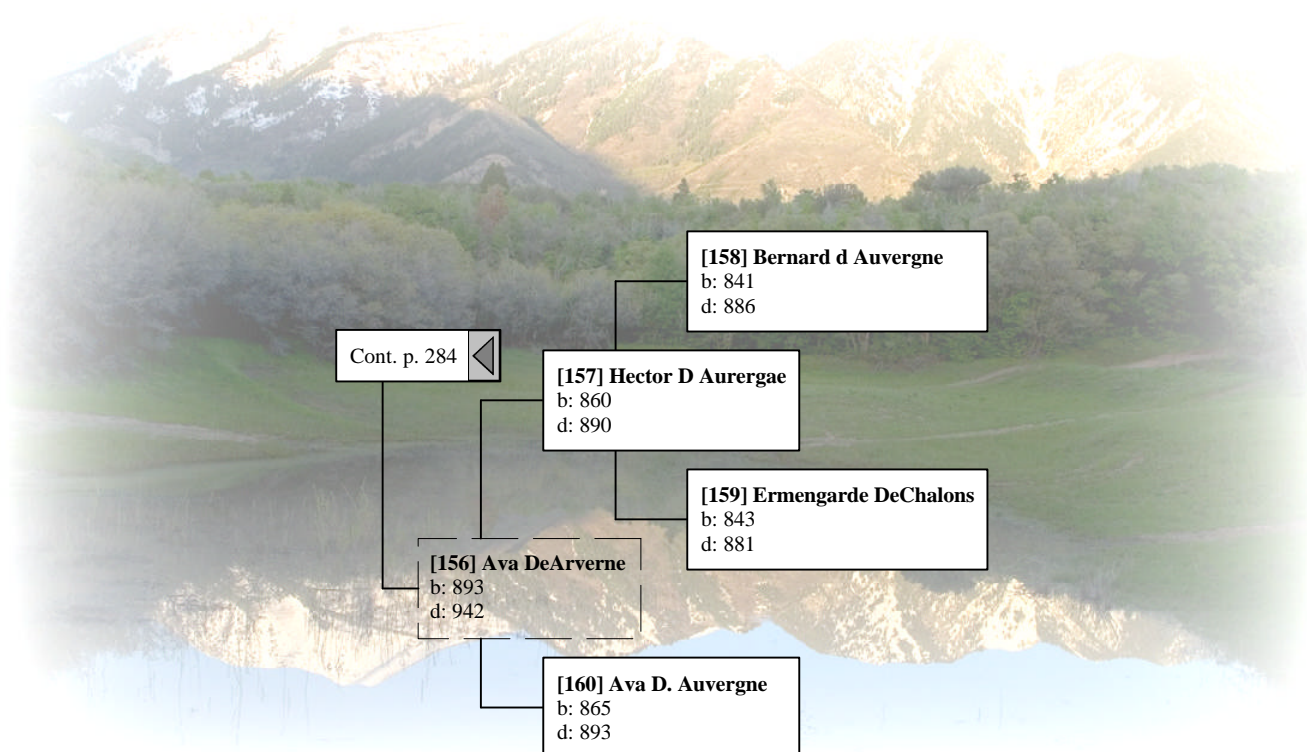 [158] Bernard d Auvergne
b: 841
d: 886
Cont. p. 284
[157] Hector D Aurergae
b: 860
d: 890
[159] Ermengarde DeChalons
b: 843
d: 881
[156] Ava DeArverne
b: 893
d: 942
[160] Ava D. Auvergne
b: 865
d: 893